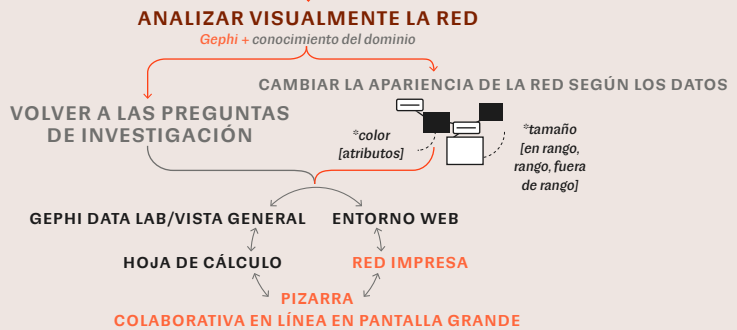 ANALIZAR VISUALMENTE LA RED
Gephi + conocimiento del dominio
CAMBIAR LA APARIENCIA DE LA RED SEGÚN LOS DATOS
VOLVER A LAS PREGUNTAS
DE INVESTIGACIÓN
*color
[atributos]
*tamaño
[en rango,
rango, fuera
de rango]
GEPHI DATA LAB/VISTA GENERAL
ENTORNO WEB
HOJA DE CÁLCULO
RED IMPRESA
PIZARRA
COLABORATIVA EN LÍNEA EN PANTALLA GRANDE